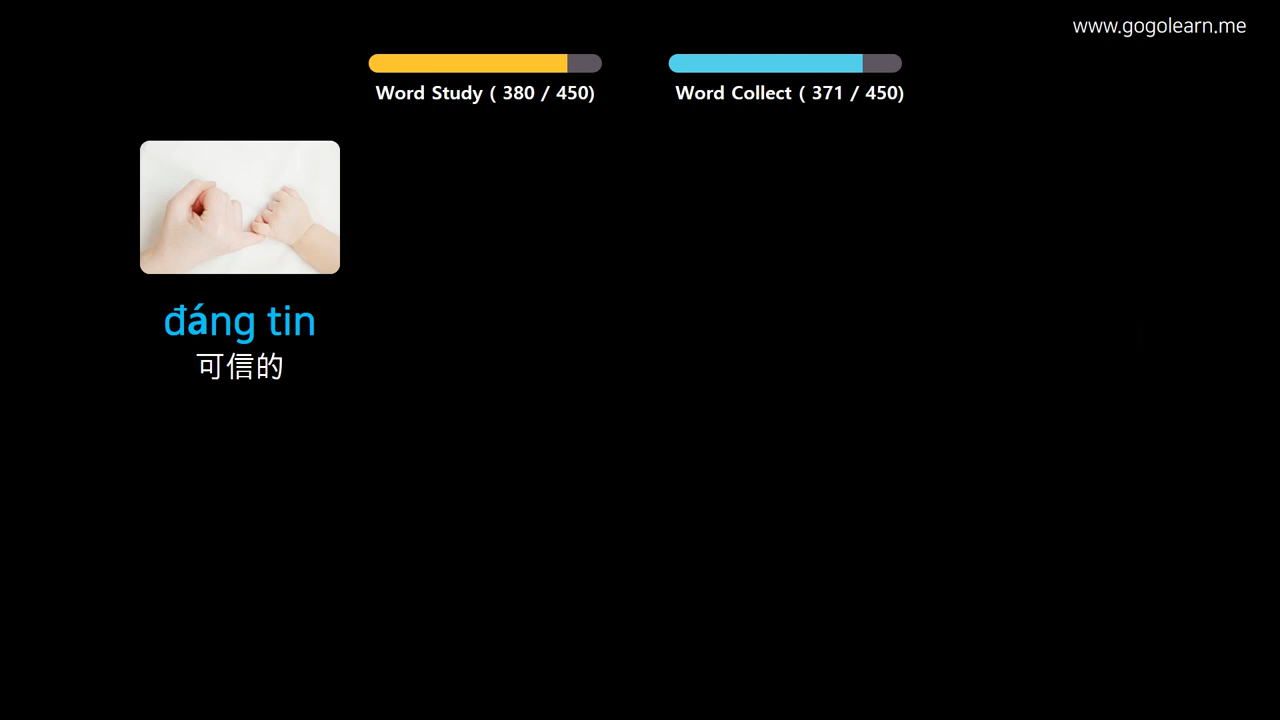 www.gogolearn.me
Word Study ( 380 / 450)
Word Collect ( 371 / 450)
đáng tin
可信的